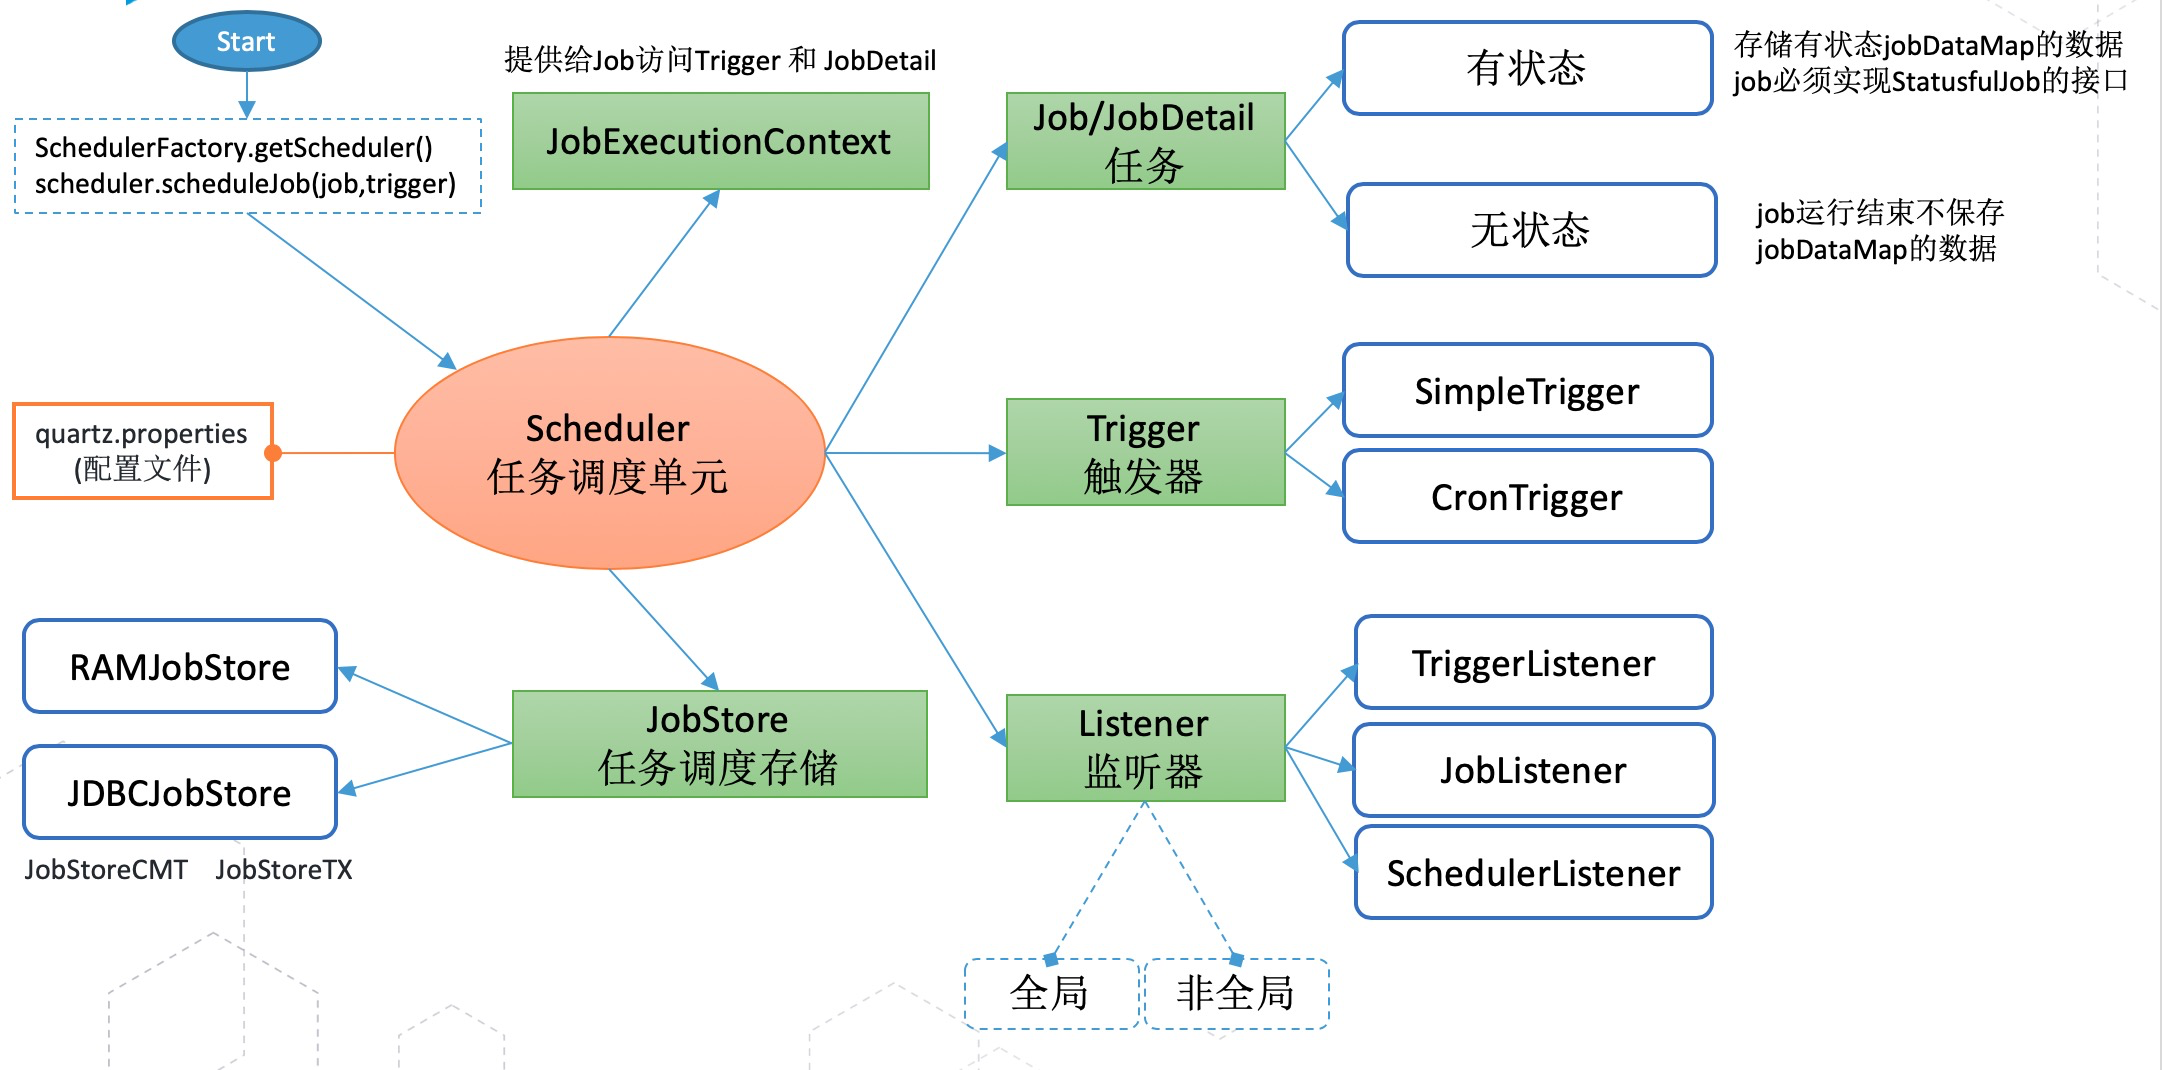 Start
SchedulerFactory.getScheduler()
scheduler.scheduleJob(job,trigger)
提供给Job访问Trigger 和 JobDetail
JobExecutionContext
Job/JobDetail
任务
有状态
存储有状态jobDataMap的数据
job必须实现StatusfulJob的接口
无状态
job运行结束不保存
jobDataMap的数据
quartz.properties
(配置文件)
Scheduler
任务调度单元
Trigger
触发器
SimpleTrigger
CronTrigger
RAMJobStore
JDBCJobStore
JobStoreCMT JobStoreTX
JobStore
任务调度存储
Listener
监听器
TriggerListener
JobListener
SchedulerListener
全局
非全局